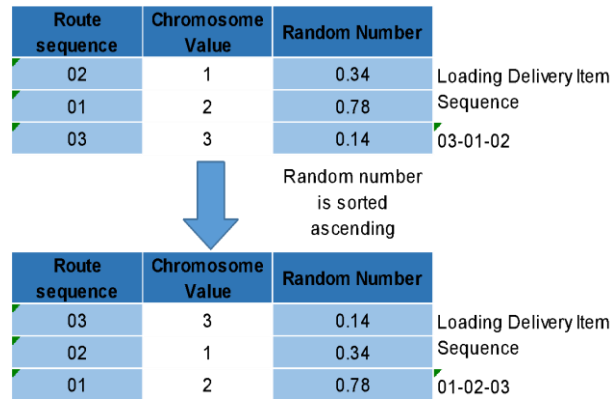 Route sequence Chromosome Value Random Number
02 1 0.34 Loading Delivery Item
01 2 0.78 Sequence
03 3 0.14 03-01-02
Random number
is sorted
ascending
Route sequence Chromosome Value Random Number
03 3 0.14 Loading Delivery Item
02 1 0.34 Sequence
01 2 0.78 01-02-03